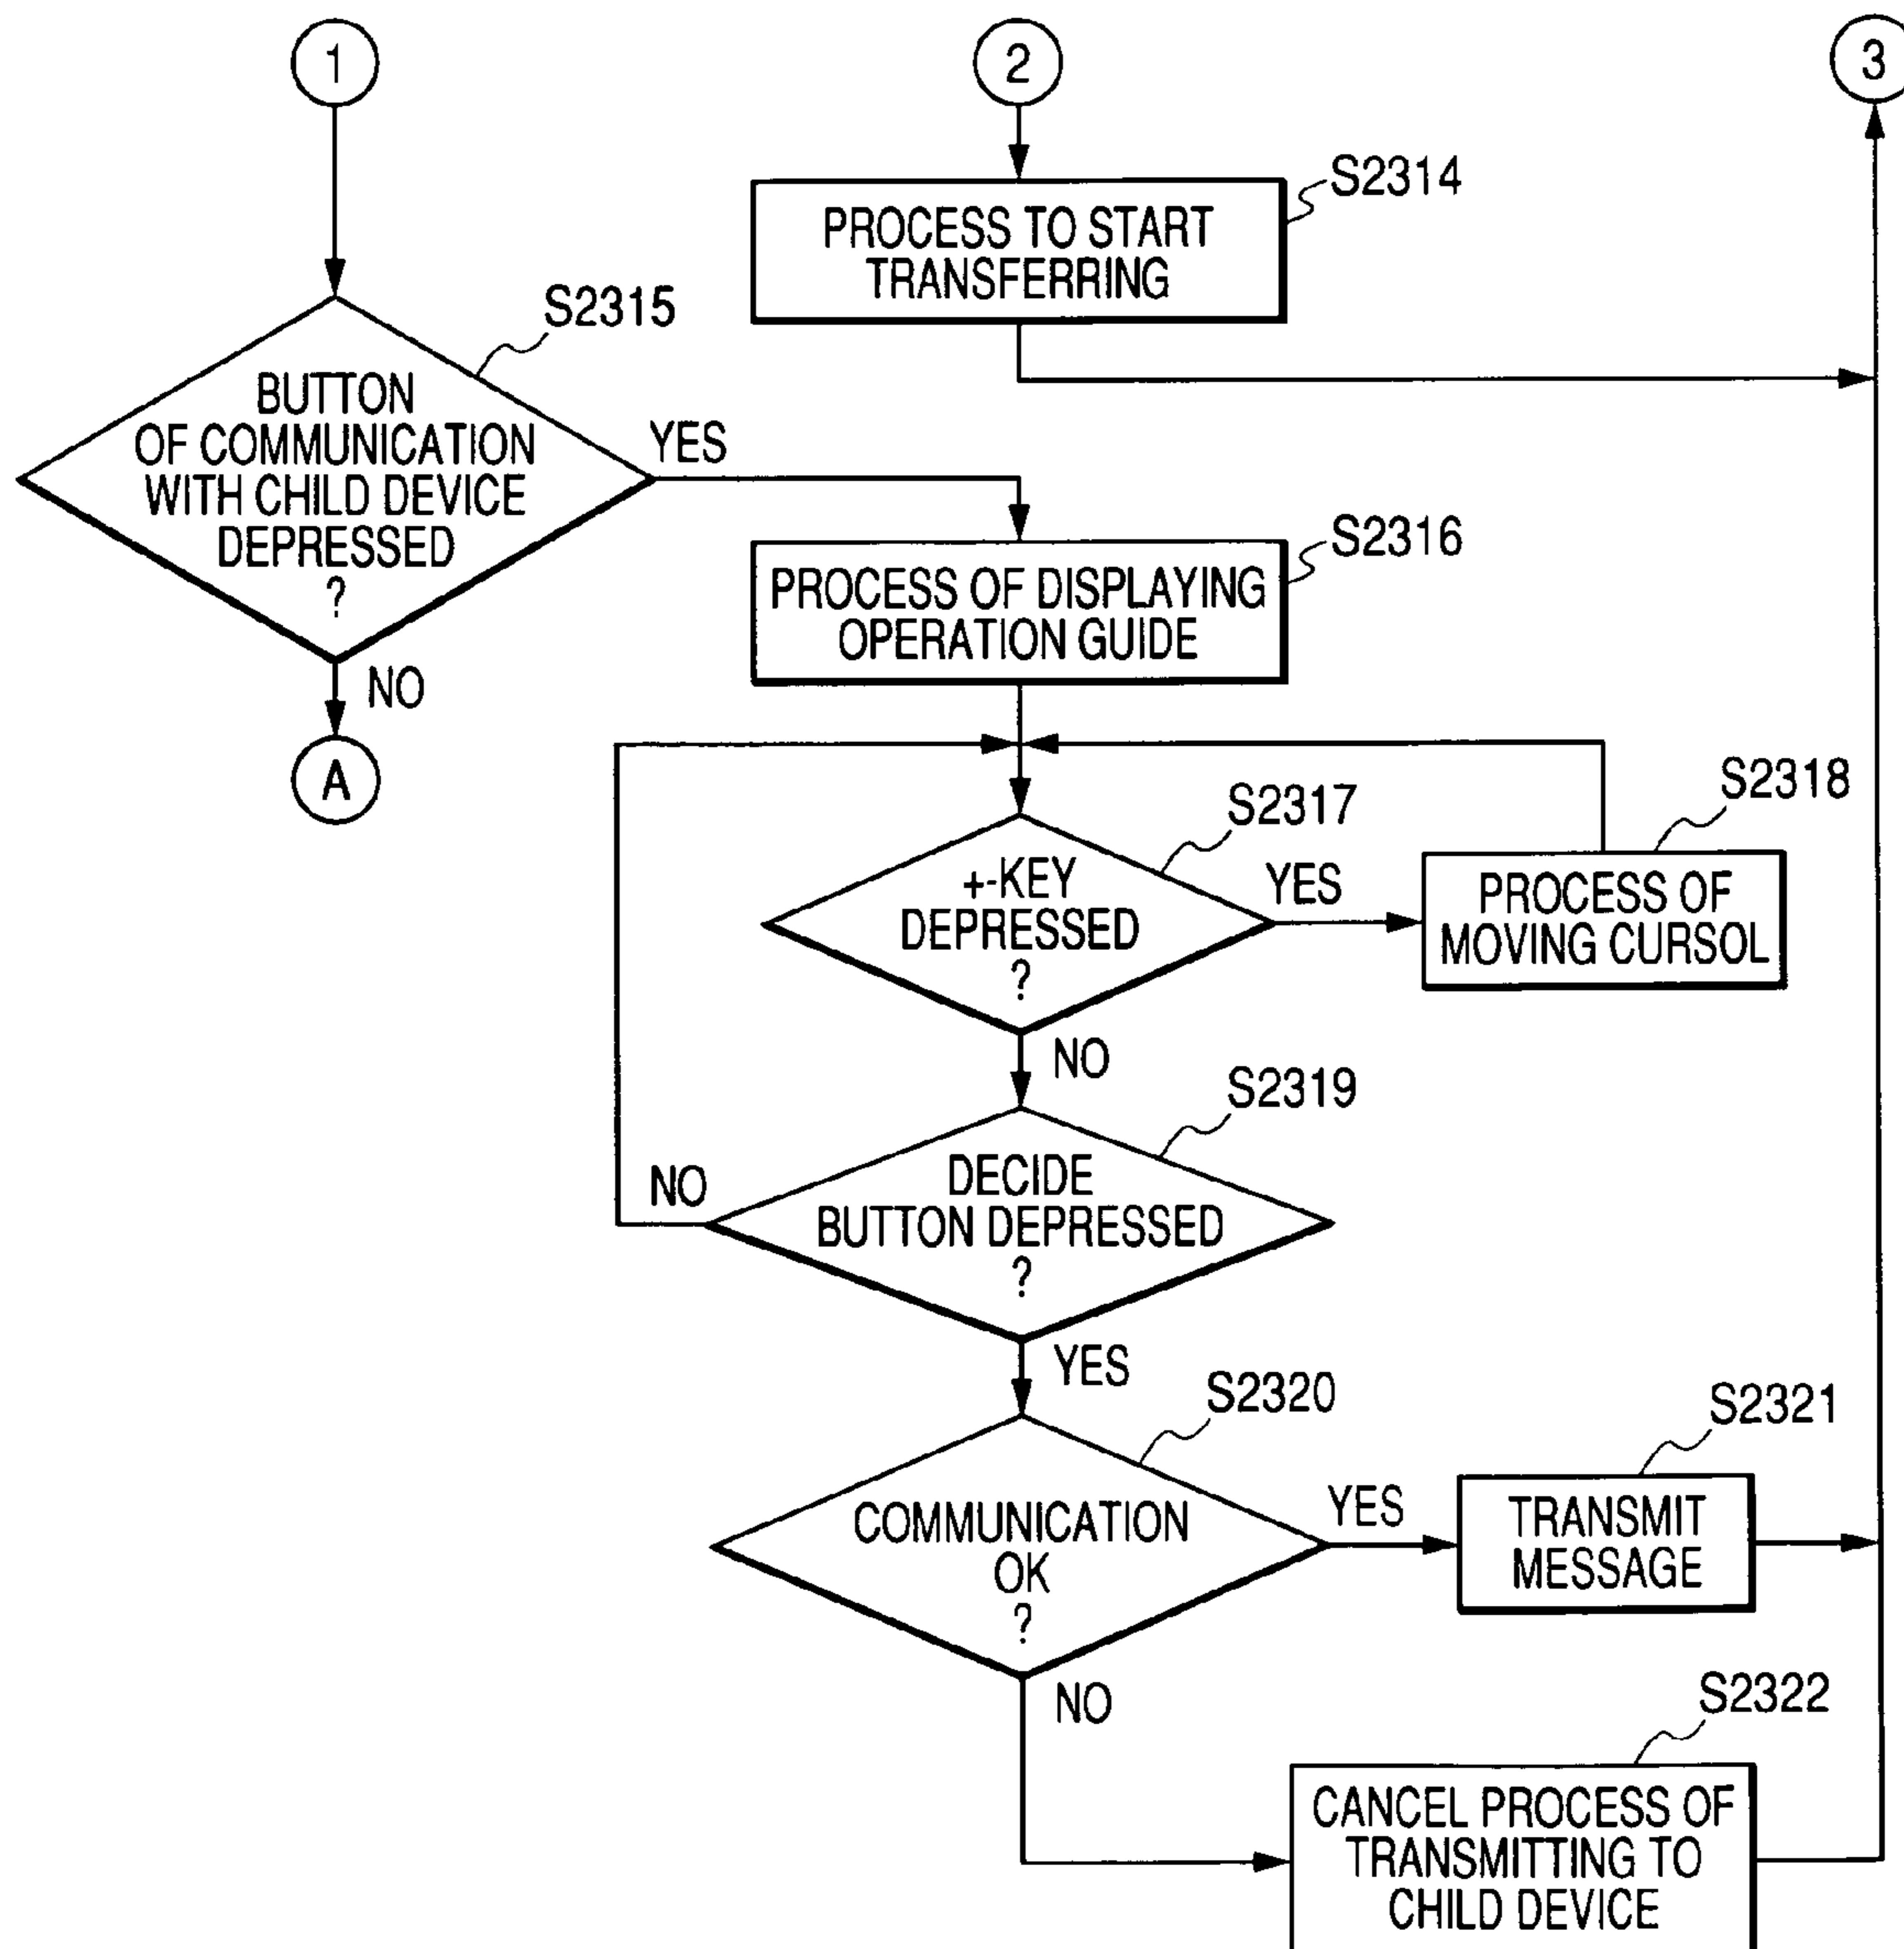 1
2
3
S2314
PROCESS TO START
TRANSFERRING
S2315
BUTTON
OF COMMUNICATION
WITH CHILD DEVICE
DEPRESSED
?
YES
NO
A
S2316
PROCESS OF DISPLAYING
OPERATION GUIDE
S2317
+-KEY
DEPRESSED
?
YES
NO
S2318
PROCESS OF
MOVING CURSOL
S2319
DECIDE
BUTTON DEPRESSED
?
NO
YES
S2320
COMMUNICATION
OK
?
YES
NO
S2321
TRANSMIT
MESSAGE
S2322
CANCEL PROCESS OF
TRANSMITTING TO
CHILD DEVICE